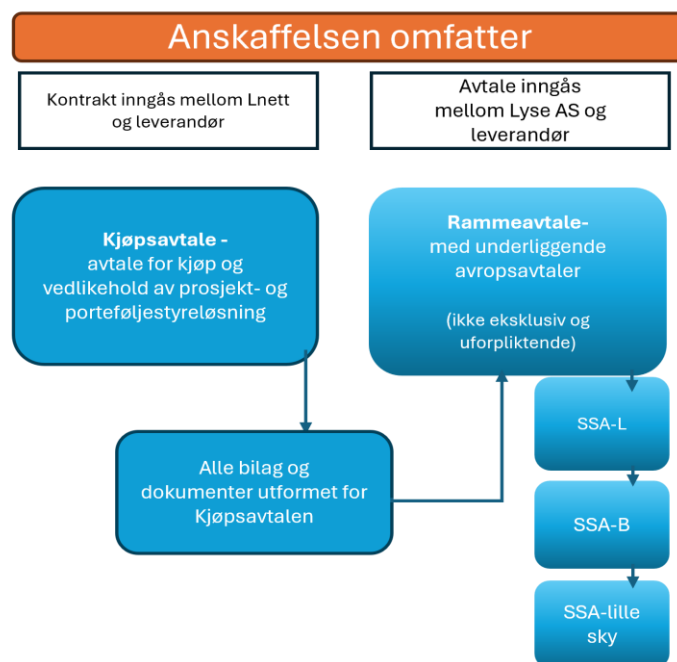 Anskaffelsen omfatter
Kontrakt inngås mellom Lnett
og leverandør
Avtale inngås
mellom Lyse AS og
leverandør
Kjøpsavtale -
avtale for kjøp og
vedlikehold av prosjekt- og
porteføljestyreløsning
Rammeavtale-
med underliggende
avropsavtaler
(ikke eksklusiv og
uforpliktende)
Alle bilag og
dokumenter utformet for
Kjøpsavtalen
SSA-L
SSA-B
SSA-lille
sky